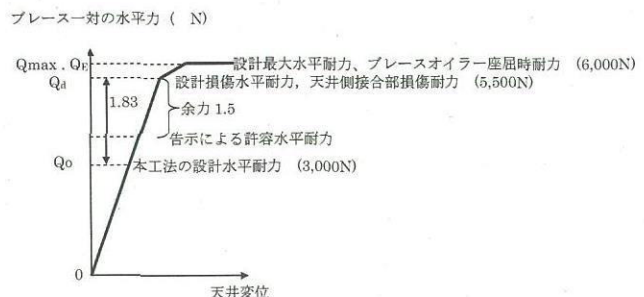 ブレース一対の水平力 ( N)
Qmax . QE 設計最大水平耐力、ブレースオイラー座屈時耐力 (6,000N)
Qd 設計損傷水平耐力, 天井側接合部損傷耐力 (5,500N)
1.83
余力 1.5
告示による許容水平耐力
Q0 本工法の設計水平耐力 (3,000N)
0
天井変位